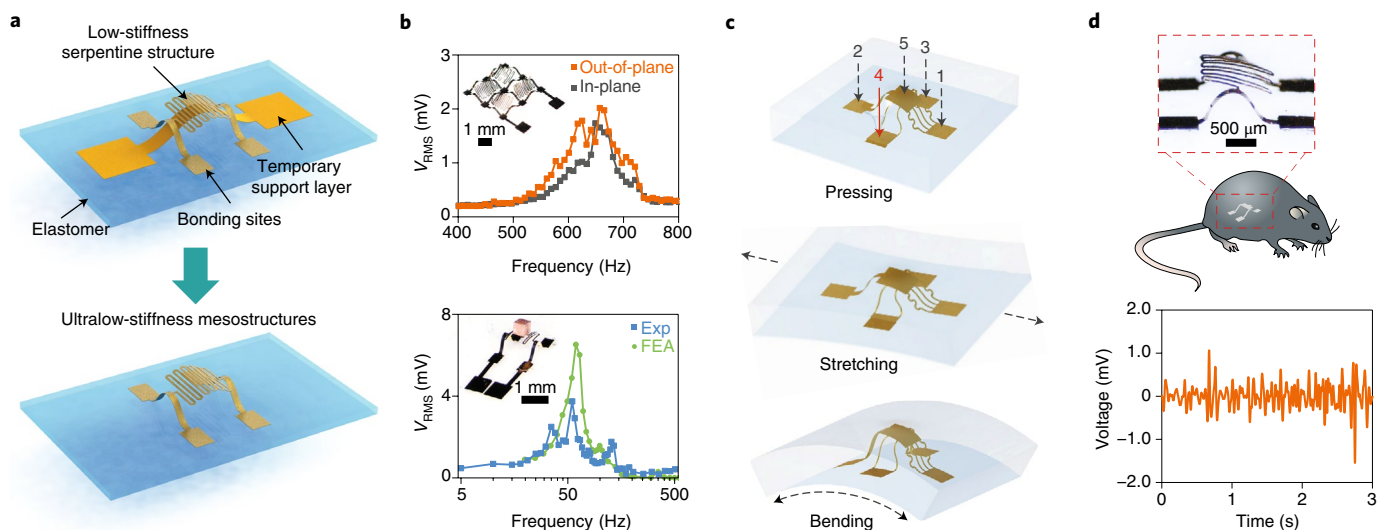 a
Low-stiffness
serpentine structure
Temporary
support layer
Bonding sites
Elastomer
Ultralow-stiffness mesostructures
b
3
2
1
0
V_RMS (mV)
Out-of-plane
In-plane
1 mm
400 500 600 700 800
Frequency (Hz)
8
4
0
V_RMS (mV)
Exp
FEA
1 mm
5 50 500
Frequency (Hz)
c
2 5 3
4 1
Pressing
Stretching
Bending
d
500 μm
2.0
1.0
0
–1.0
–2.0
Voltage (mV)
0 1 2 3
Time (s)